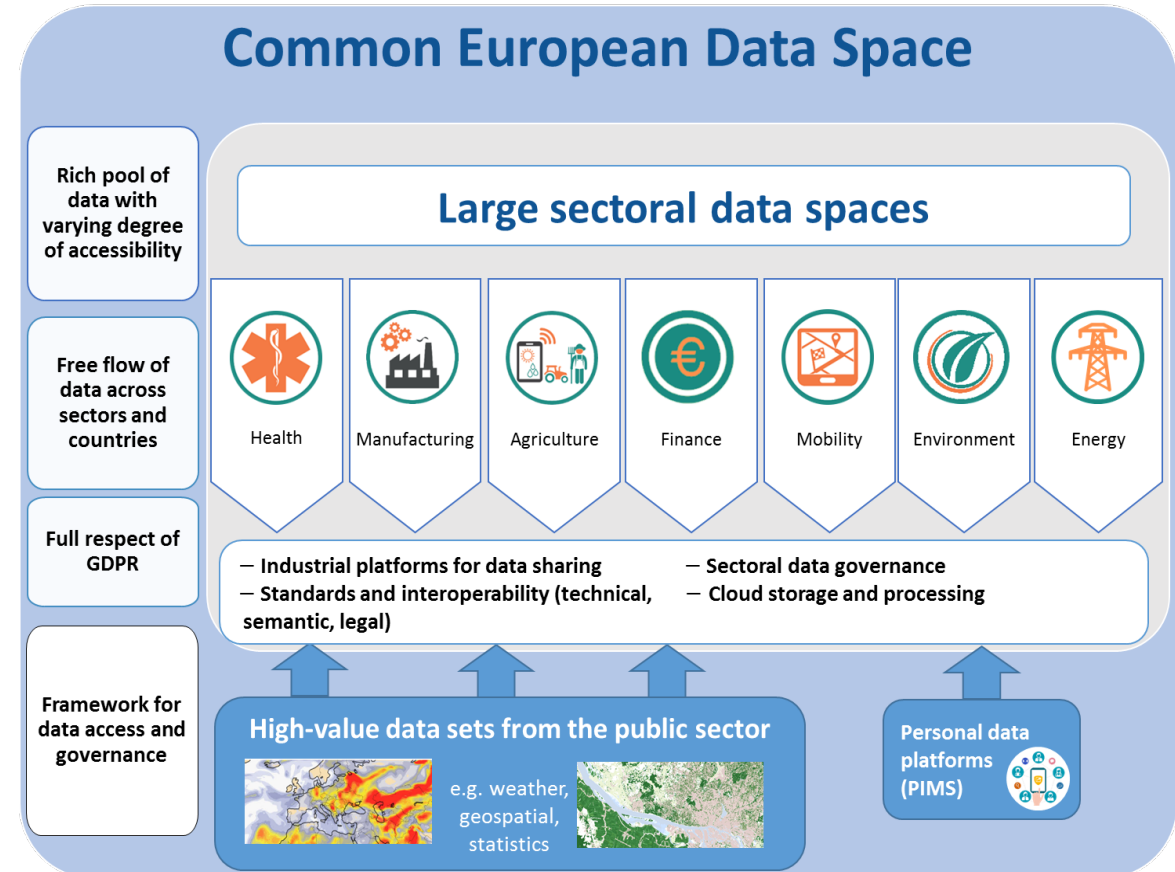 Common European Data Space
Rich pool of
data with
varying degree
of accessibility
Free flow of
data across
sectors and
countries
Full respect of
GDPR
Framework for
data access and
governance
Large sectoral data spaces
Health
Manufacturing
Agriculture
Finance
Mobility
Environment
Energy
– Industrial platforms for data sharing
– Standards and interoperability (technical,
semantic, legal)
– Sectoral data governance
– Cloud storage and processing
High-value data sets from the public sector
e.g. weather,
geospatial,
statistics
Personal data
platforms
(PIMS)